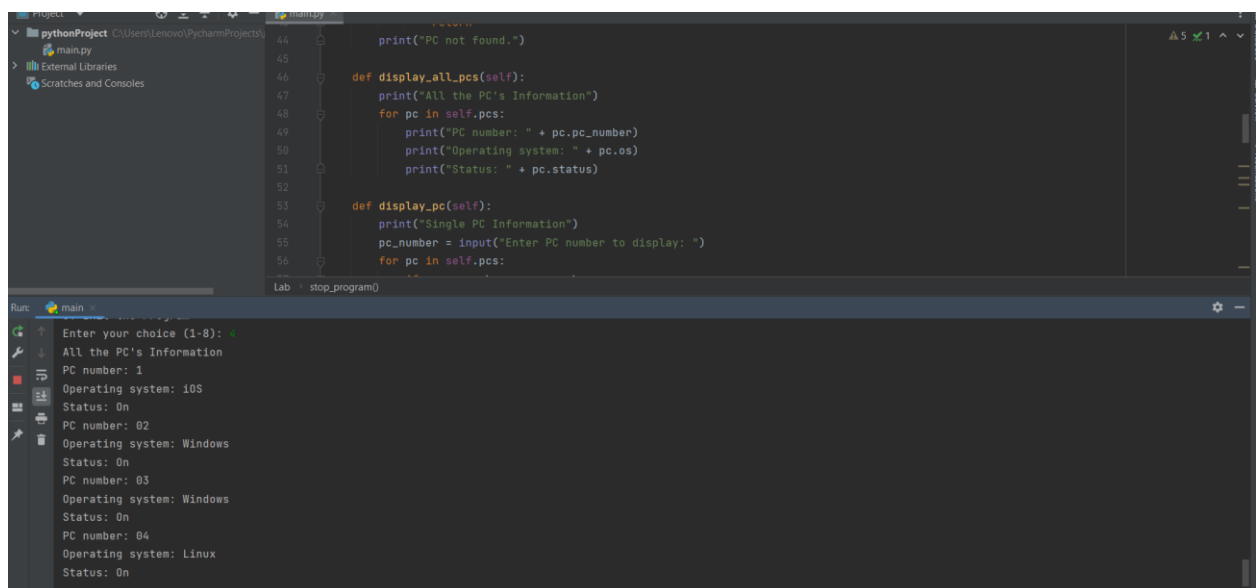 Project
main.py
pythonProject C:\Users\Lenovo\PycharmProjects\
main.py
External Libraries
Scratches and Consoles
return
44 print("PC not found.")
45
46 def display_all_pcs(self):
47 print("All the PC's Information")
48 for pc in self.pcs:
49 print("PC number: " + pc.pc_number)
50 print("Operating system: " + pc.os)
51 print("Status: " + pc.status)
52
53 def display_pc(self):
54 print("Single PC Information")
55 pc_number = input("Enter PC number to display: ")
56 for pc in self.pcs:
5 1
Lab › stop_program()
Run: main
Enter your choice (1-8): 4
All the PC's Information
PC number: 1
Operating system: iOS
Status: On
PC number: 02
Operating system: Windows
Status: On
PC number: 03
Operating system: Windows
Status: On
PC number: 04
Operating system: Linux
Status: On